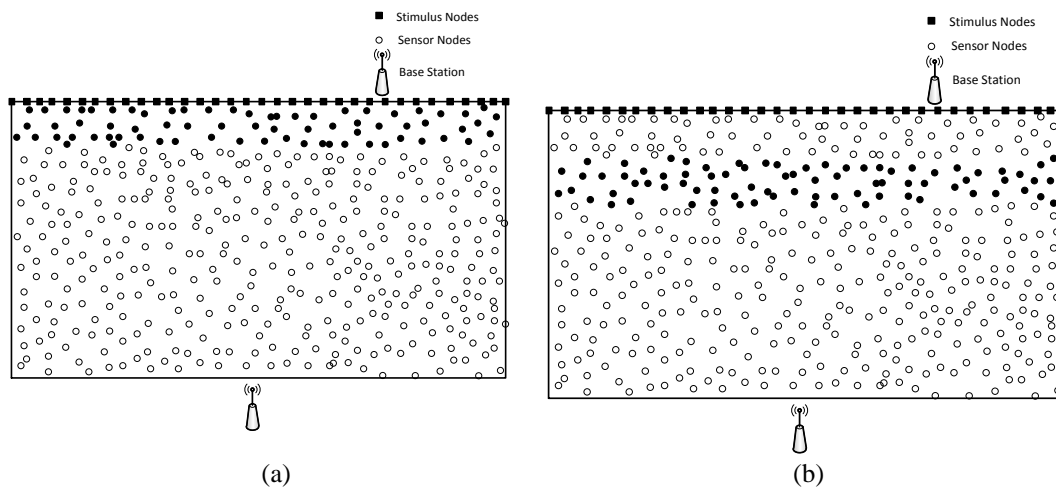 Stimulus Nodes
Sensor Nodes
Base Station
(a)
Stimulus Nodes
Sensor Nodes
Base Station
(b)